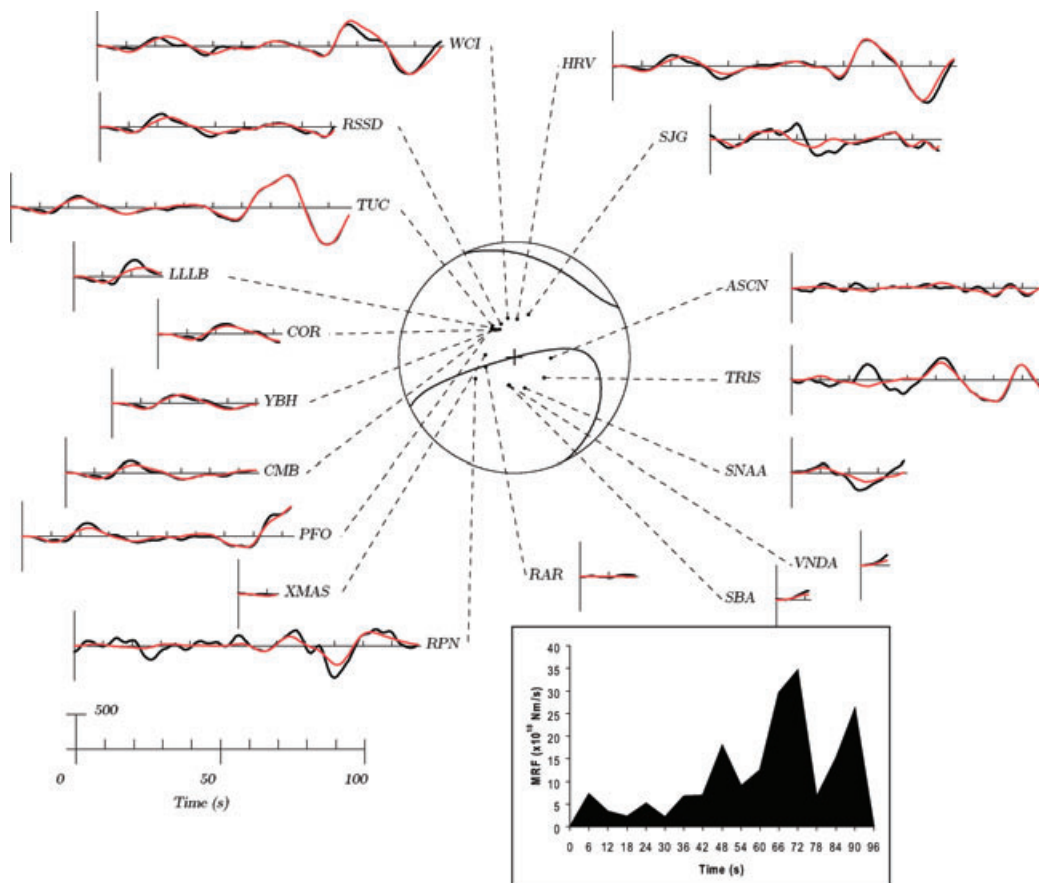 WCI
HRV
RSSD
SJG
TUC
LLLB
ASCN
COR
TRIS
YBH
CMB
SNAA
PFO
VNDA
RAR
XMAS
SBA
RPN
500
0 50 100
Time (s)
MRF (x10¹⁸ Nm/s)
40
35
30
25
20
15
10
5
0
0 6 12 18 24 30 36 42 48 54 60 66 72 78 84 90 96
Time (s)